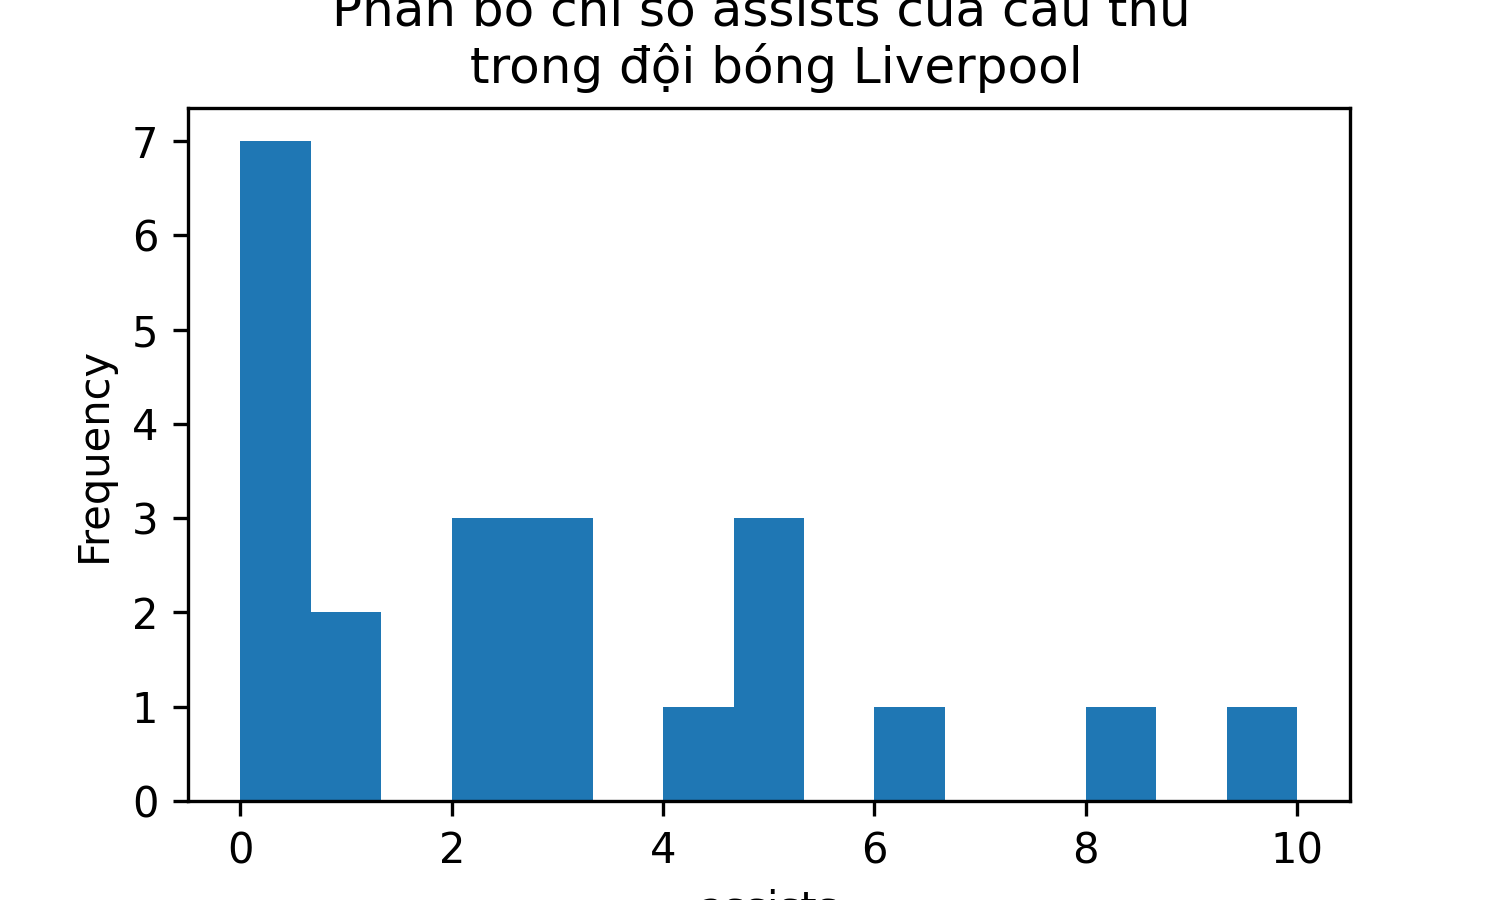 Phân bố chỉ số assists của cầu thủ
trong đội bóng Liverpool
7
6
5
4
3
2
1
0
Frequency
0 2 4 6 8 10
assists